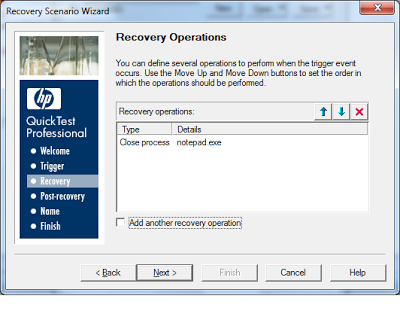 Recovery Scenario Wizard
hp
QuickTest
Professional
Welcome
Trigger
Recovery
Post-recovery
Name
Finish
Recovery Operations
You can define several operations to perform when the trigger event
occurs. Use the Move Up and Move Down buttons to set the order in
which the operations should be performed.
Recovery operations:
Type Details
Close process notepad.exe
Add another recovery operation
< Back Next > Finish Cancel Help